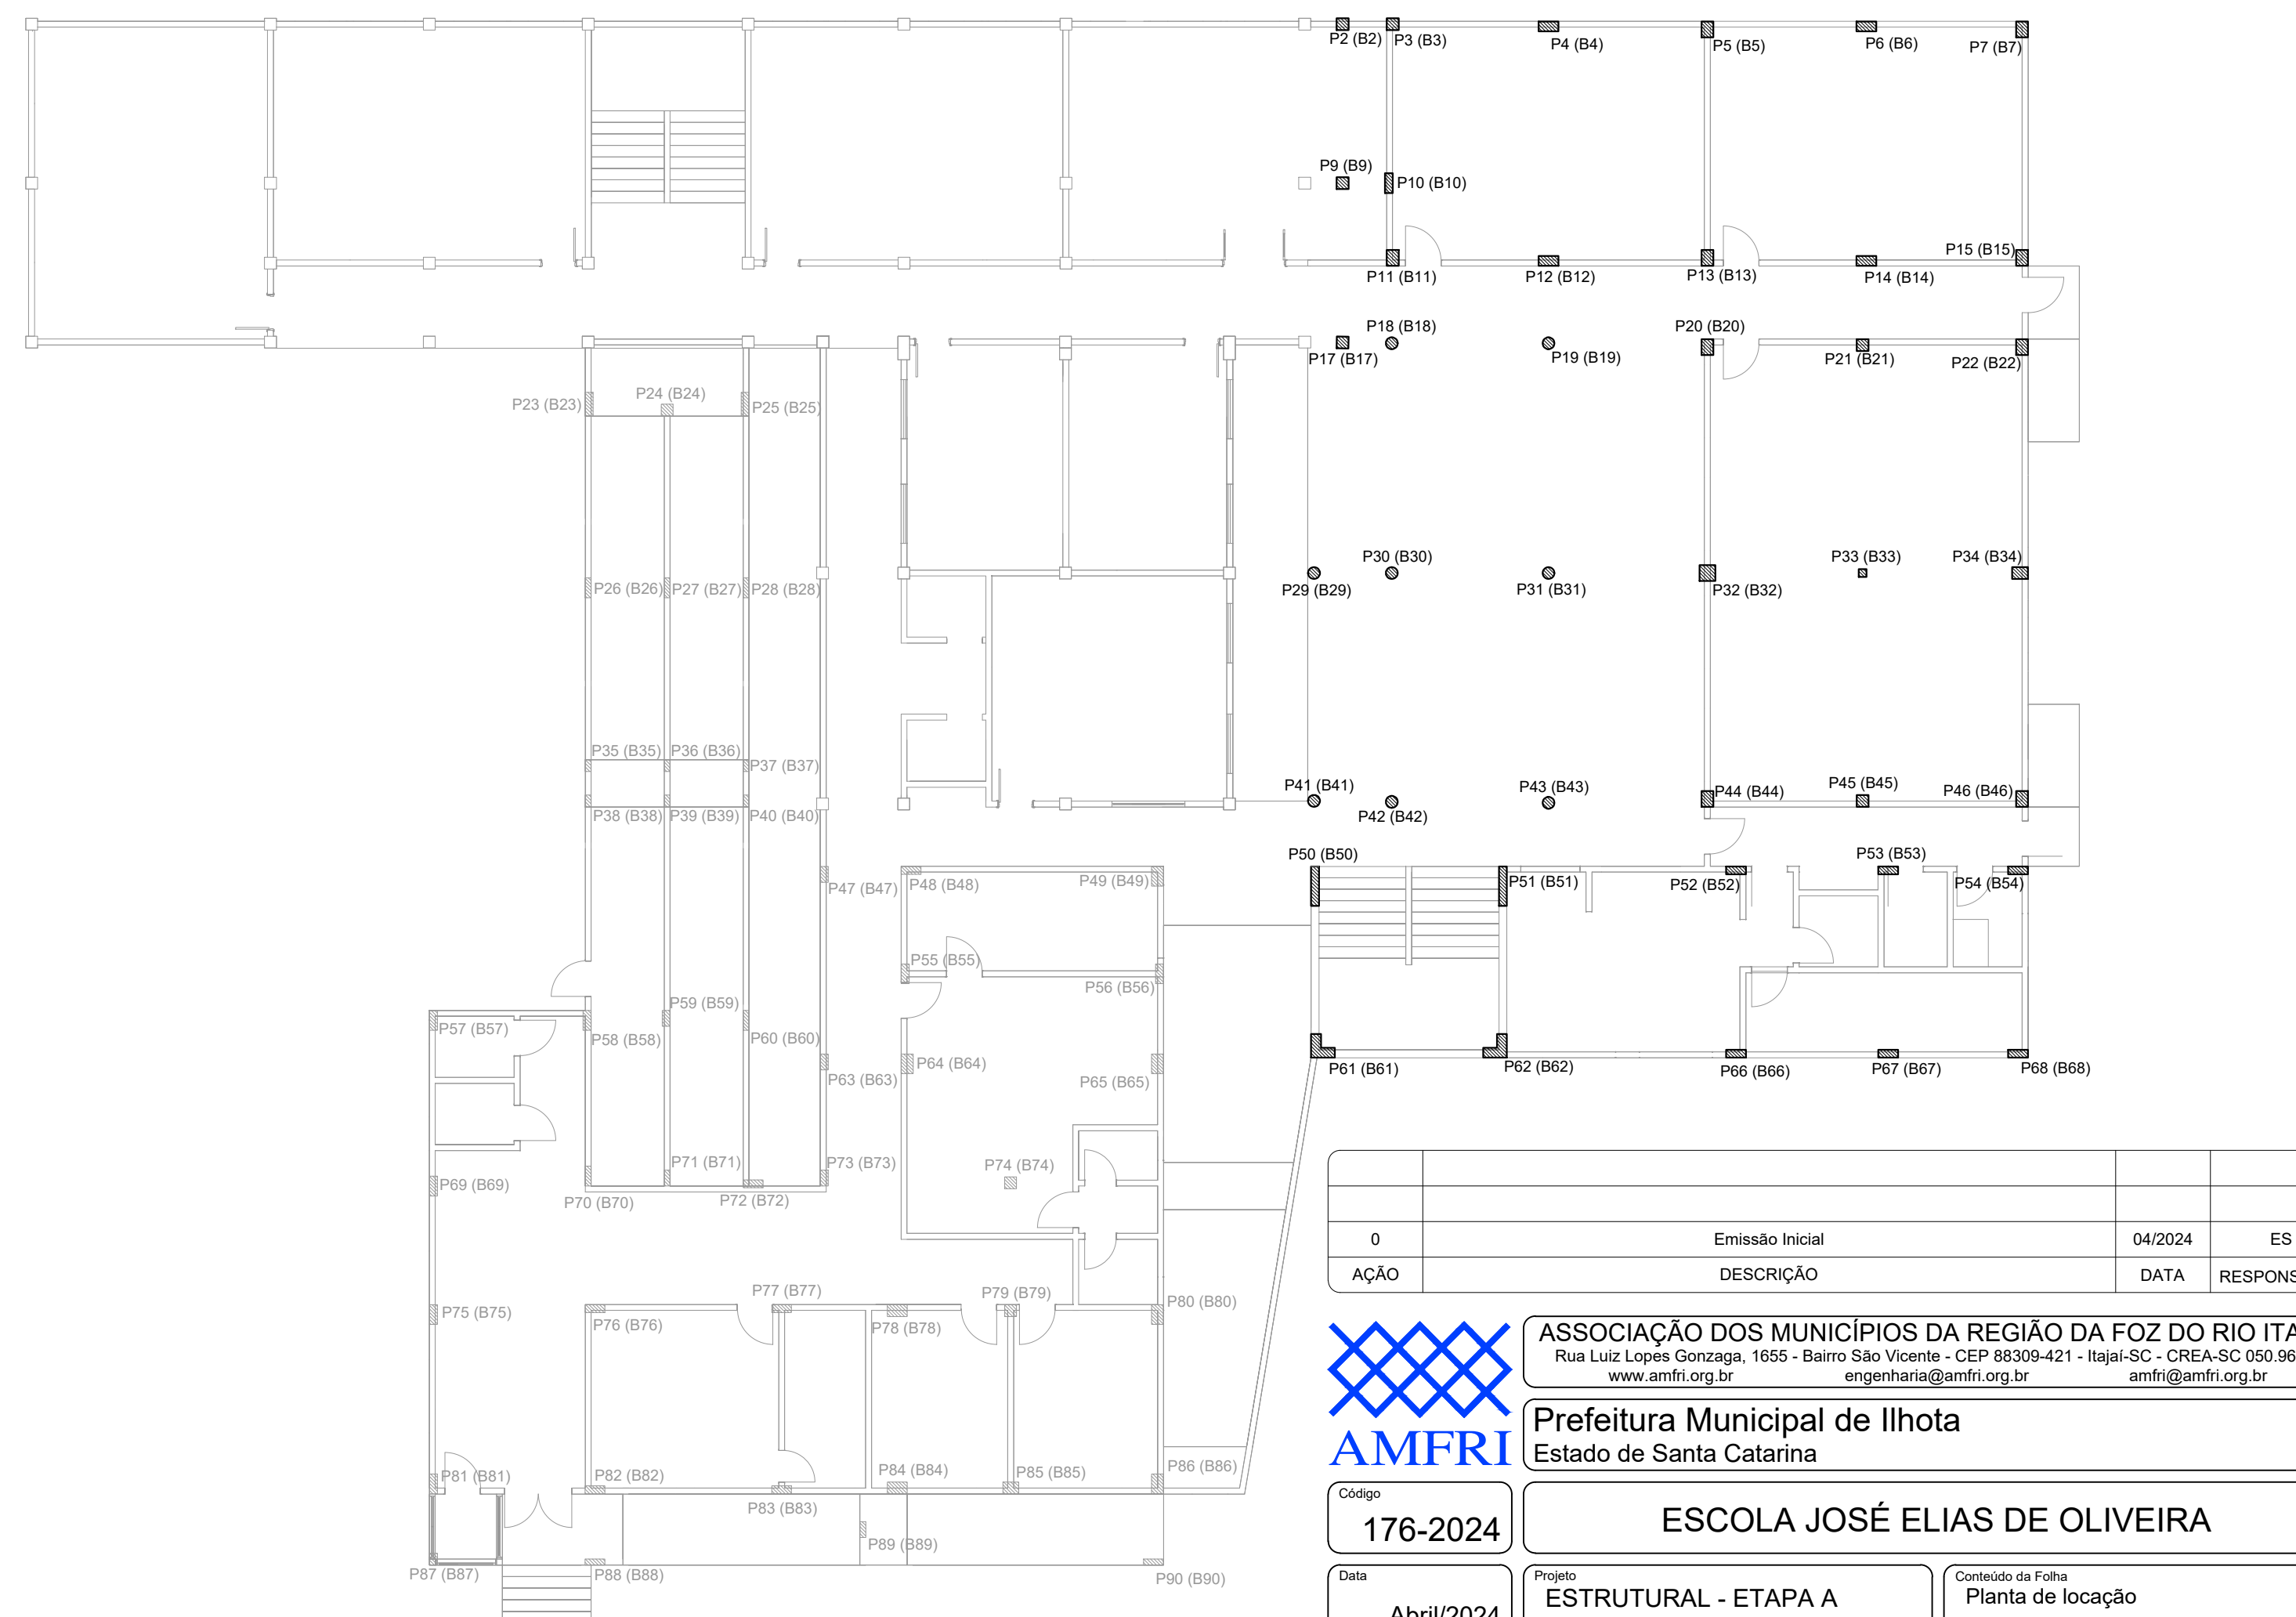 P2 (B2)
P3 (B3)
P4 (B4)
P5 (B5)
P6 (B6)
P7 (B7)
P9 (B9)
P10 (B10)
P11 (B11)
P12 (B12)
P13 (B13)
P14 (B14)
P15 (B15)
P17 (B17)
P18 (B18)
P19 (B19)
P20 (B20)
P21 (B21)
P22 (B22)
P23 (B23)
P24 (B24)
P25 (B25)
P26 (B26)
P27 (B27)
P28 (B28)
P29 (B29)
P30 (B30)
P31 (B31)
P32 (B32)
P33 (B33)
P34 (B34)
P35 (B35)
P36 (B36)
P37 (B37)
P38 (B38)
P39 (B39)
P40 (B40)
P41 (B41)
P42 (B42)
P43 (B43)
P44 (B44)
P45 (B45)
P46 (B46)
P47 (B47)
P48 (B48)
P49 (B49)
P50 (B50)
P51 (B51)
P52 (B52)
P53 (B53)
P54 (B54)
P55 (B55)
P56 (B56)
P57 (B57)
P58 (B58)
P59 (B59)
P60 (B60)
P61 (B61)
P62 (B62)
P63 (B63)
P64 (B64)
P65 (B65)
P66 (B66)
P67 (B67)
P68 (B68)
P69 (B69)
P70 (B70)
P71 (B71)
P72 (B72)
P73 (B73)
P74 (B74)
P75 (B75)
P76 (B76)
P77 (B77)
P78 (B78)
P79 (B79)
P80 (B80)
P81 (B81)
P82 (B82)
P83 (B83)
P84 (B84)
P85 (B85)
P86 (B86)
P87 (B87)
P88 (B88)
P89 (B89)
P90 (B90)
0 Emissão Inicial 04/2024 ES
AÇÃO DESCRIÇÃO DATA RESPONS
AMFRI
ASSOCIAÇÃO DOS MUNICÍPIOS DA REGIÃO DA FOZ DO RIO ITA
Rua Luiz Lopes Gonzaga, 1655 - Bairro São Vicente - CEP 88309-421 - Itajaí-SC - CREA-SC 050.96
www.amfri.org.br engenharia@amfri.org.br amfri@amfri.org.br
Prefeitura Municipal de Ilhota
Estado de Santa Catarina
Código
176-2024
ESCOLA JOSÉ ELIAS DE OLIVEIRA
Data
Abril/2024
Projeto
ESTRUTURAL - ETAPA A
Conteúdo da Folha
Planta de locação